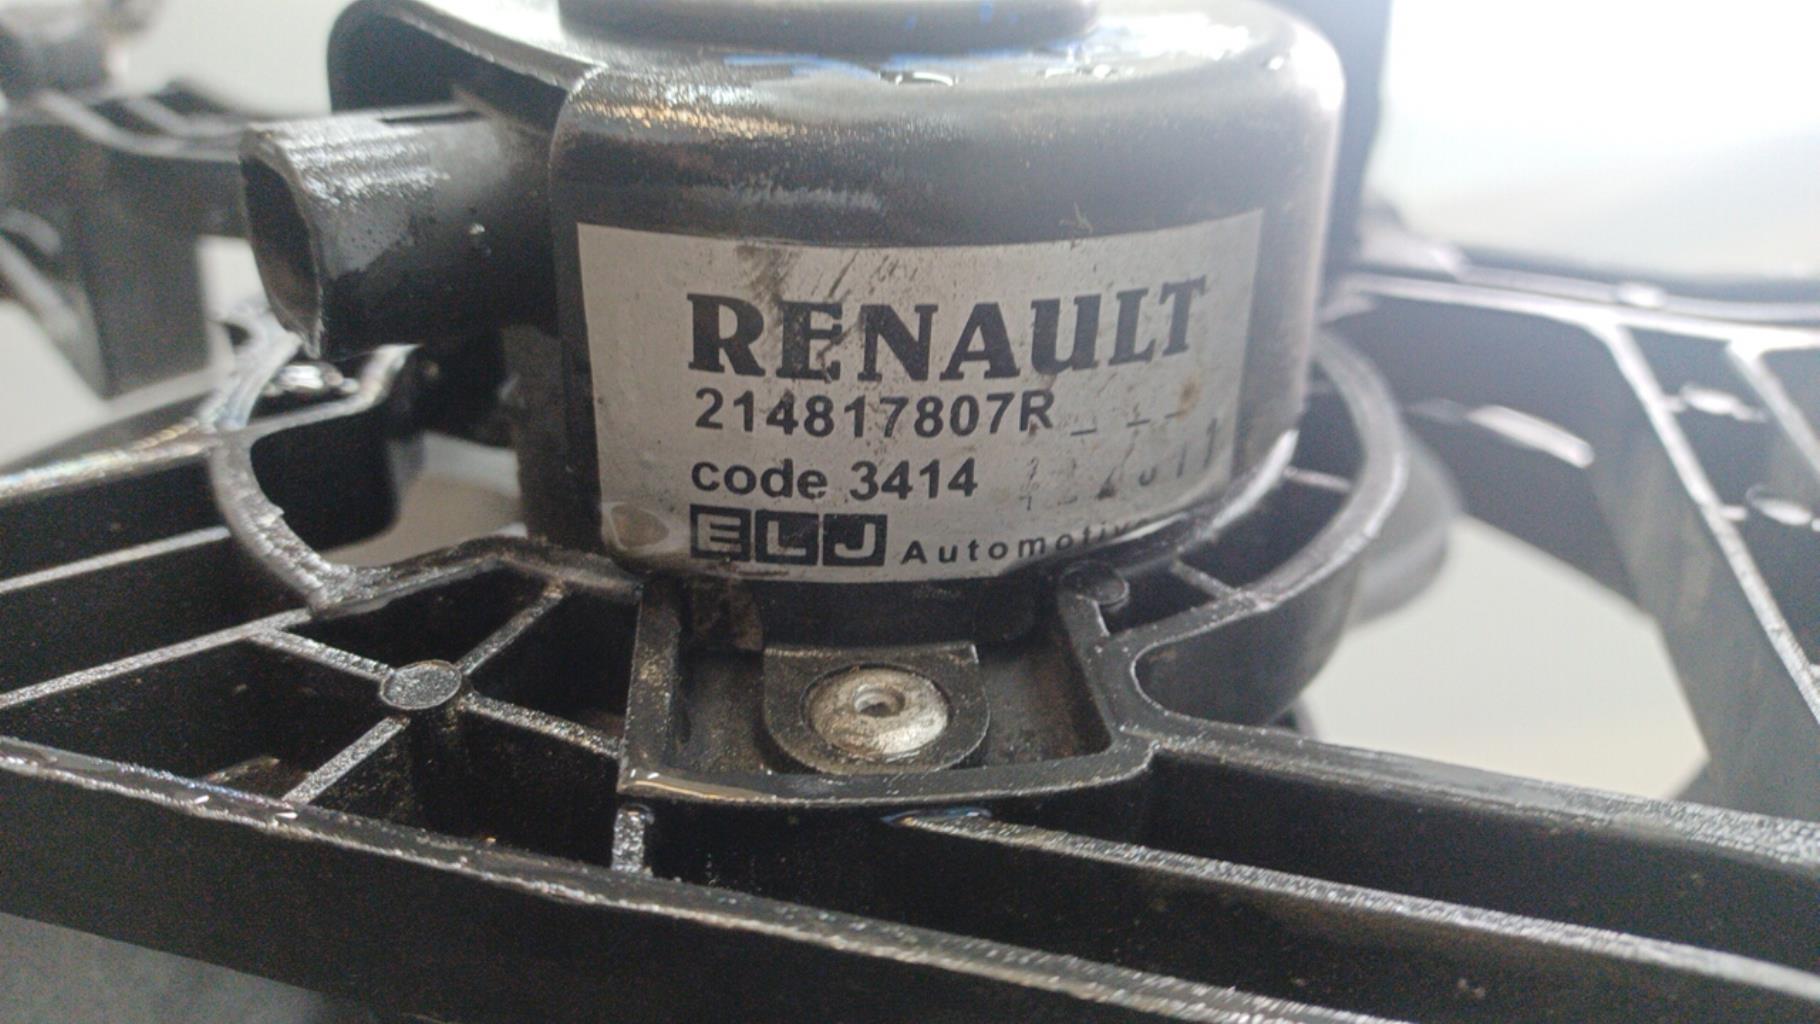 RENAULT
214817807R
code 3414
ELJ Automotive